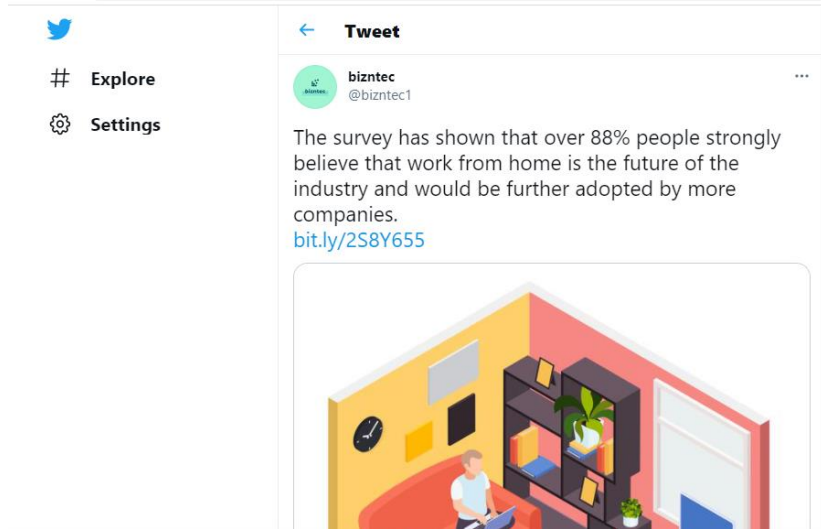 Tweet
# Explore
Settings
bizntec
@bizntec1
...
bizntec
The survey has shown that over 88% people strongly
believe that work from home is the future of the
industry and would be further adopted by more
companies.
bit.ly/2S8Y655